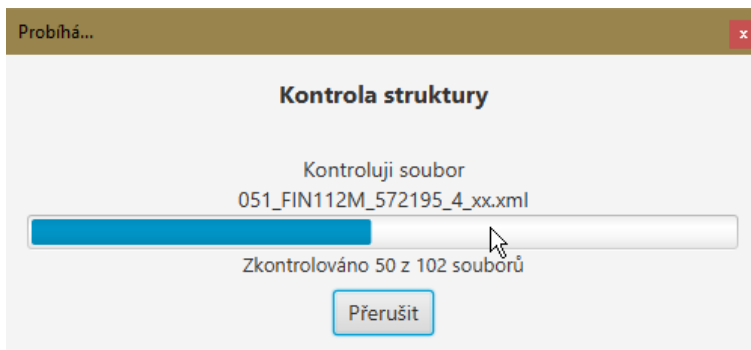 Probíhá...
x
Kontrola struktury
Kontroluji soubor
051_FIN112M_572195_4_xx.xml
Zkontrolováno 50 z 102 souborů
Přerušit